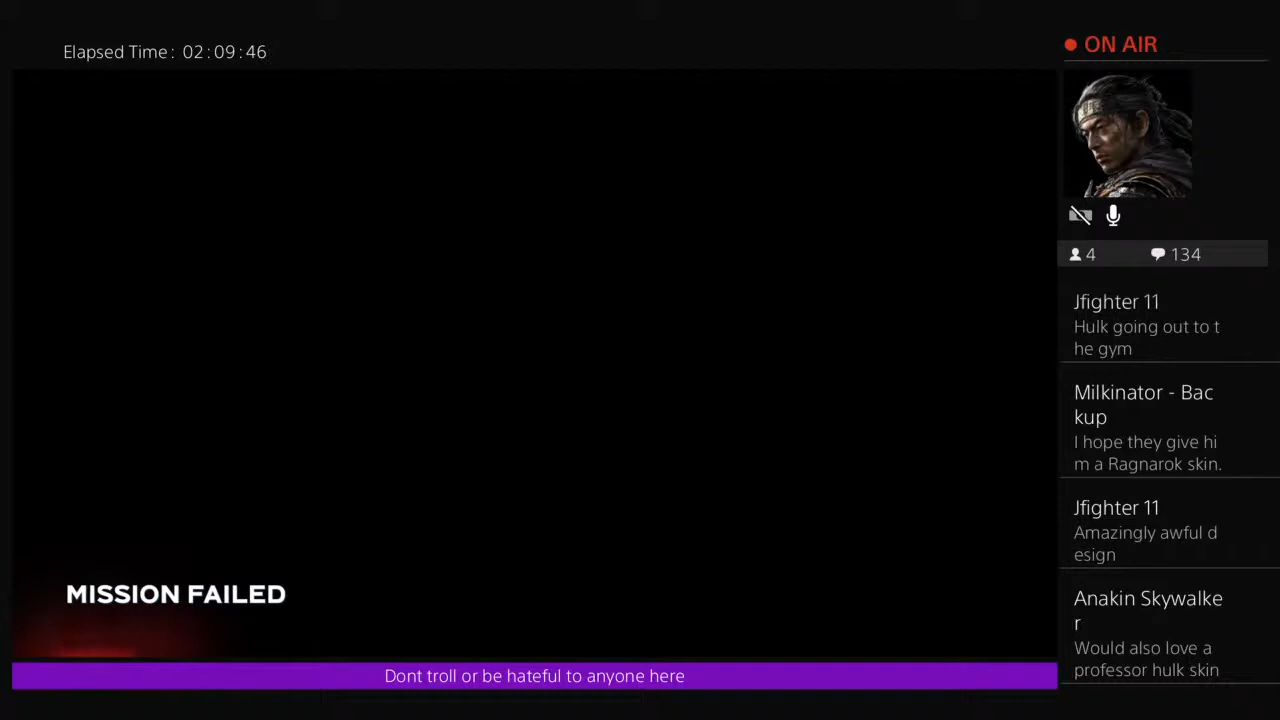 Elapsed Time: 02:09:46
ON AIR
4
134
Jfighter 11
Hulk going out to t
he gym
Milkinator - Bac
kup
I hope they give hi
m a Ragnarok skin.
Jfighter 11
Amazingly awful d
esign
Anakin Skywalke
r
Would also love a
professor hulk skin
MISSION FAILED
Dont troll or be hateful to anyone here